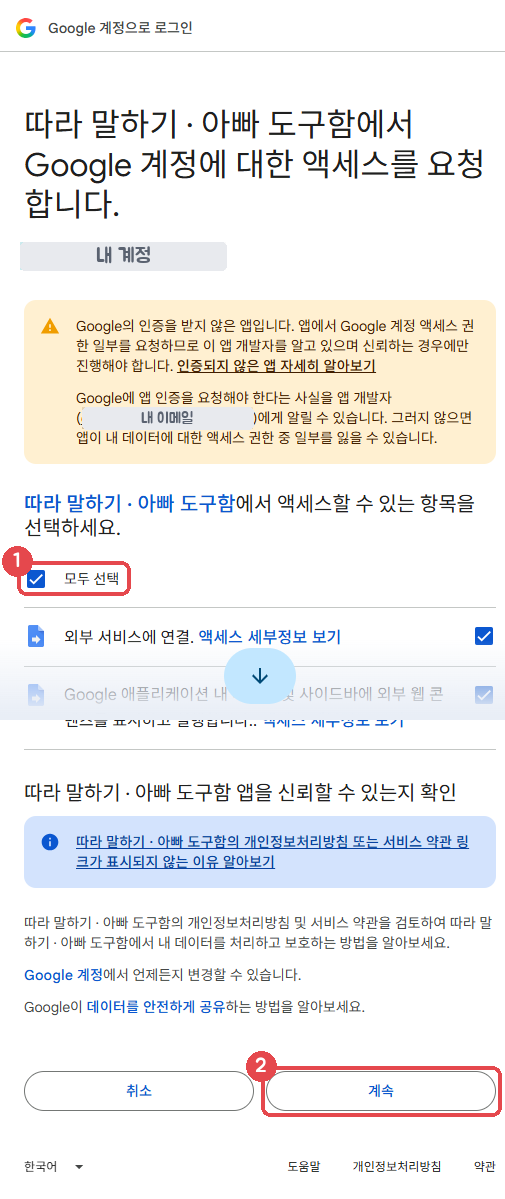 Google 계정으로 로그인
따라 말하기 · 아빠 도구함에서
Google 계정에 대한 액세스를 요청
합니다.
내 계정
Google의 인증을 받지 않은 앱입니다. 앱에서 Google 계정 액세스 권
한 일부를 요청하므로 이 앱 개발자를 알고 있으며 신뢰하는 경우에만
진행해야 합니다. 인증되지 않은 앱 자세히 알아보기
Google에 앱 인증을 요청해야 한다는 사실을 앱 개발자
( 내 이메일 )에게 알릴 수 있습니다. 그러지 않으면
앱이 내 데이터에 대한 액세스 권한 중 일부를 잃을 수 있습니다.
따라 말하기 · 아빠 도구함에서 액세스할 수 있는 항목을
선택하세요.
1
모두 선택
외부 서비스에 연결. 액세스 세부정보 보기
Google 애플리케이션 내 및 사이드바에 외부 웹 콘
텐츠를 표시하고 실행합니다.. 액세스 세부정보 보기
따라 말하기 · 아빠 도구함 앱을 신뢰할 수 있는지 확인
따라 말하기 · 아빠 도구함의 개인정보처리방침 또는 서비스 약관 링
크가 표시되지 않는 이유 알아보기
따라 말하기 · 아빠 도구함의 개인정보처리방침 및 서비스 약관을 검토하여 따라 말
하기 · 아빠 도구함에서 내 데이터를 처리하고 보호하는 방법을 알아보세요.
Google 계정에서 언제든지 변경할 수 있습니다.
Google이 데이터를 안전하게 공유하는 방법을 알아보세요.
2
취소
계속
한국어
도움말
개인정보처리방침
약관